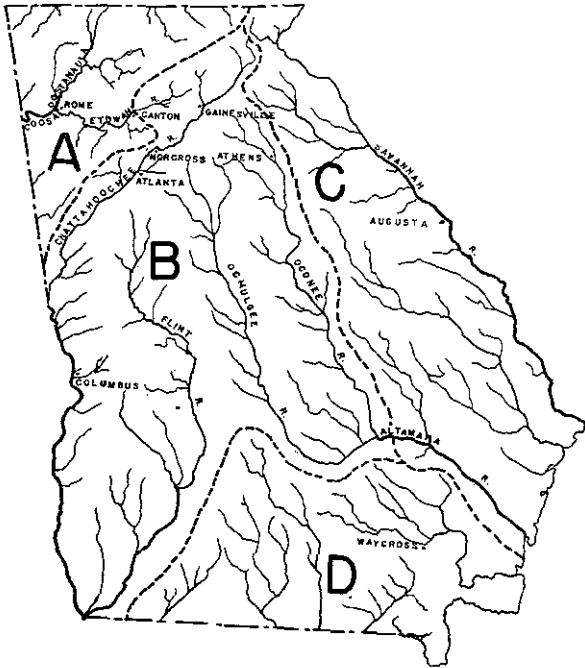 OOSTANAULA
ROME
COOSA
ETOWAH R.
CANTON
GAINESVILLE
A
R.
NORCROSS
ATHENS
ATLANTA
CHATTAHOOCHEE
SAVANNAH
R.
C
AUGUSTA
B
OCMULGEE
R.
OCONEE
R.
FLINT
R.
COLUMBUS
ALTAMAHA
R.
WAYCROSS
D